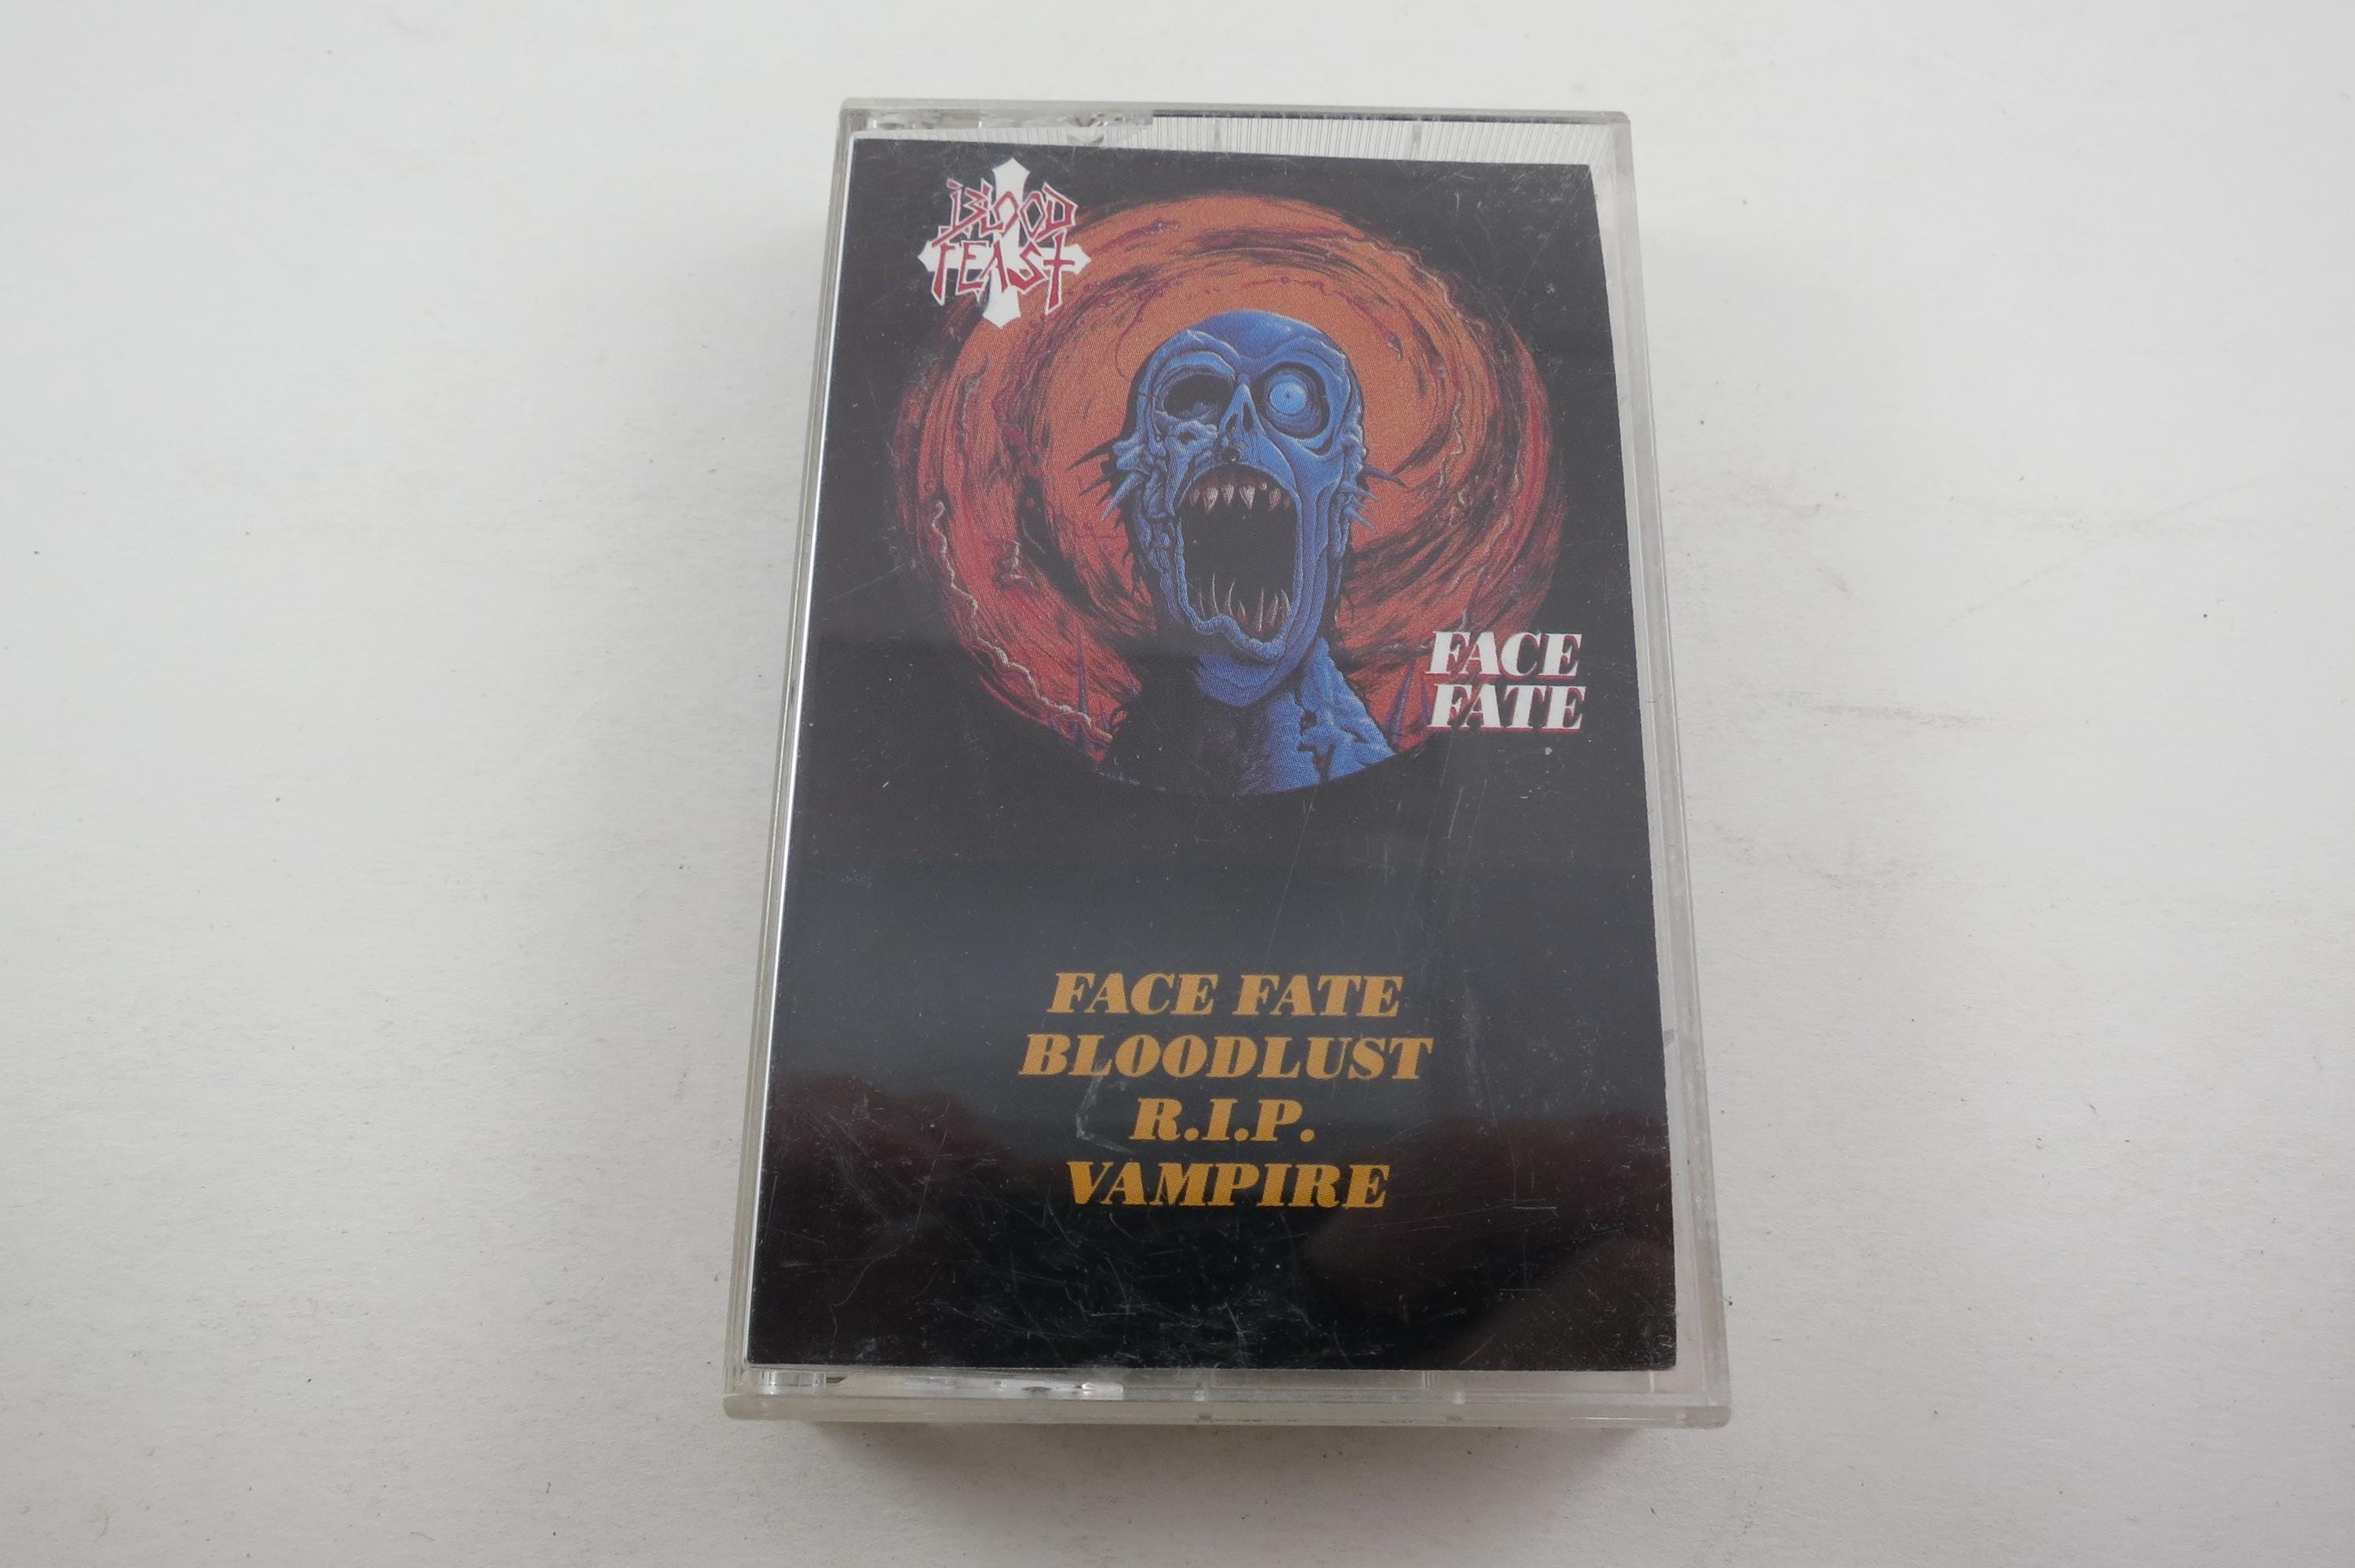 BLOOD
FEAST
FACE
FATE
FACE FATE
BLOODLUST
R.I.P.
VAMPIRE